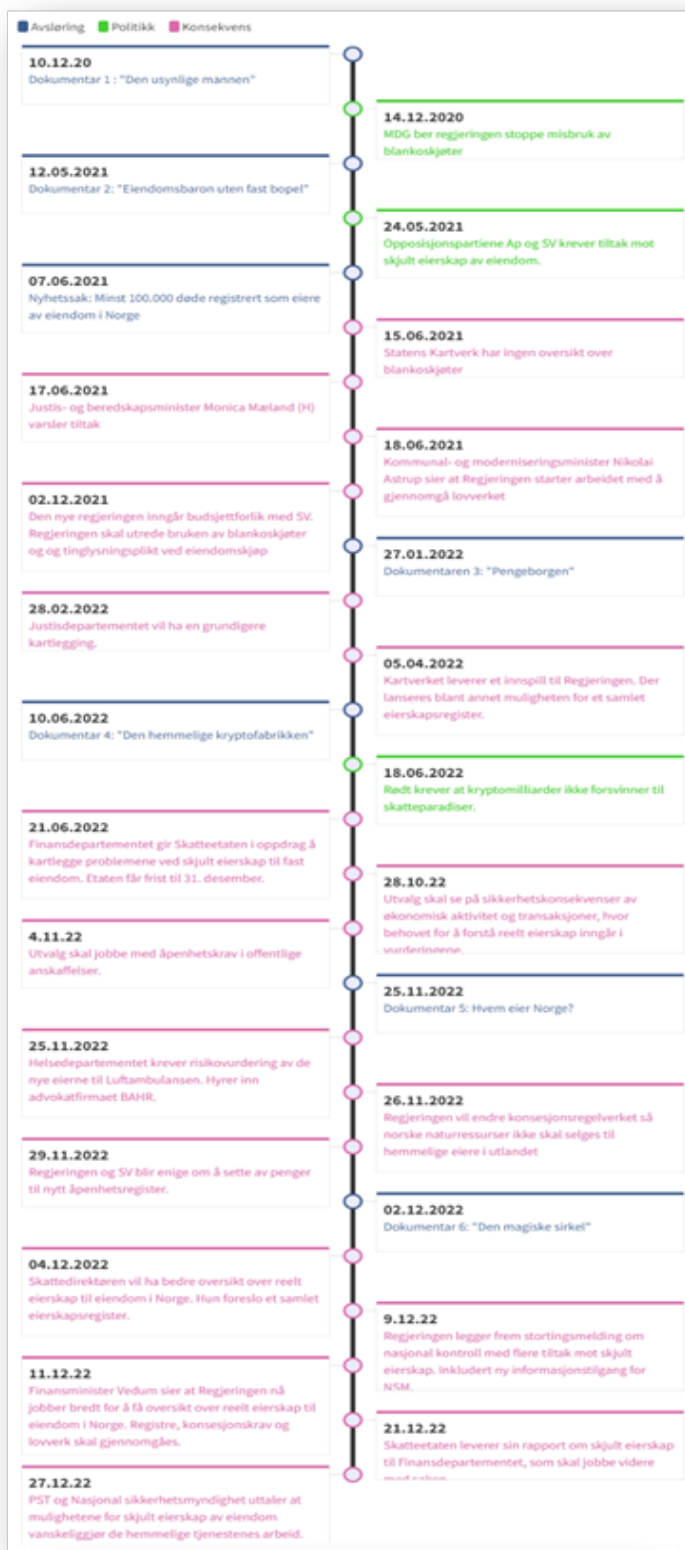 Avsløring Politikk Konsekvens
10.12.20
Dokumentar 1 : "Den usynlige mannen"
14.12.2020
MDG ber regjeringen stoppe misbruk av
blankoskjøter
12.05.2021
Dokumentar 2: "Eiendomsbaron uten fast bopel"
24.05.2021
Opposisjonspartiene Ap og SV krever tiltak mot
skjult eierskap av eiendom.
07.06.2021
Nyhetssak: Minst 100.000 døde registrert som eiere
av eiendom i Norge
15.06.2021
Statens Kartverk har ingen oversikt over
blankoskjøter
17.06.2021
Justis- og beredskapsminister Monica Mæland (H)
varsler tiltak
18.06.2021
Kommunal- og moderniseringsminister Nikolai
Astrup sier at Regjeringen starter arbeidet med å
gjennomgå lovverket
02.12.2021
Den nye regjeringen inngår budsjettforlik med SV.
Regjeringen skal utrede bruken av blankoskjøter
og og tinglysningsplikt ved eiendomskjøp
27.01.2022
Dokumentaren 3: "Pengeborgen"
28.02.2022
Justisdepartementet vil ha en grundigere
kartlegging.
05.04.2022
Kartverket leverer et innspill til Regjeringen. Der
lanseres blant annet muligheten for et samlet
eierskapsregister.
10.06.2022
Dokumentar 4: "Den hemmelige kryptofabrikken"
18.06.2022
Rødt krever at kryptomilliarder ikke forsvinner til
skatteparadiser.
21.06.2022
Finansdepartementet gir Skatteetaten i oppdrag å
kartlegge problemene ved skjult eierskap til fast
eiendom. Etaten får frist til 31. desember.
28.10.22
Utvalg skal se på sikkerhetskonsekvenser av
økonomisk aktivitet og transaksjoner, hvor
behovet for å forstå reelt eierskap inngår i
vurderingene.
4.11.22
Utvalg skal jobbe med åpenhetskrav i offentlige
anskaffelser.
25.11.2022
Dokumentar 5: Hvem eier Norge?
25.11.2022
Helsedepartementet krever risikovurdering av de
nye eierne til Luftambulansen. Hyrer inn
advokatfirmaet BAHR.
26.11.2022
Regjeringen vil endre konsesjonsregelverket så
norske naturressurser ikke skal selges til
hemmelige eiere i utlandet
29.11.2022
Regjeringen og SV blir enige om å sette av penger
til nytt åpenhetsregister.
02.12.2022
Dokumentar 6: "Den magiske sirkel"
04.12.2022
Skattedirektøren vil ha bedre oversikt over reelt
eierskap til eiendom i Norge. Hun foreslo et samlet
eierskapsregister.
9.12.22
Regjeringen legger frem stortingsmelding om
nasjonal kontroll med flere tiltak mot skjult
eierskap. Inkludert ny informasjonstilgang for
NSM.
11.12.22
Finansminister Vedum sier at Regjeringen nå
jobber bredt for å få oversikt over reelt eierskap til
eiendom i Norge. Registre, konsesjonskrav og
lovverk skal gjennomgåes.
21.12.22
Skatteetaten leverer sin rapport om skjult eierskap
til Finansdepartementet, som skal jobbe videre
med saken.
27.12.22
PST og Nasjonal sikkerhetsmyndighet uttaler at
mulighetene for skjult eierskap av eiendom
vanskeliggjør de hemmelige tjenestenes arbeid.